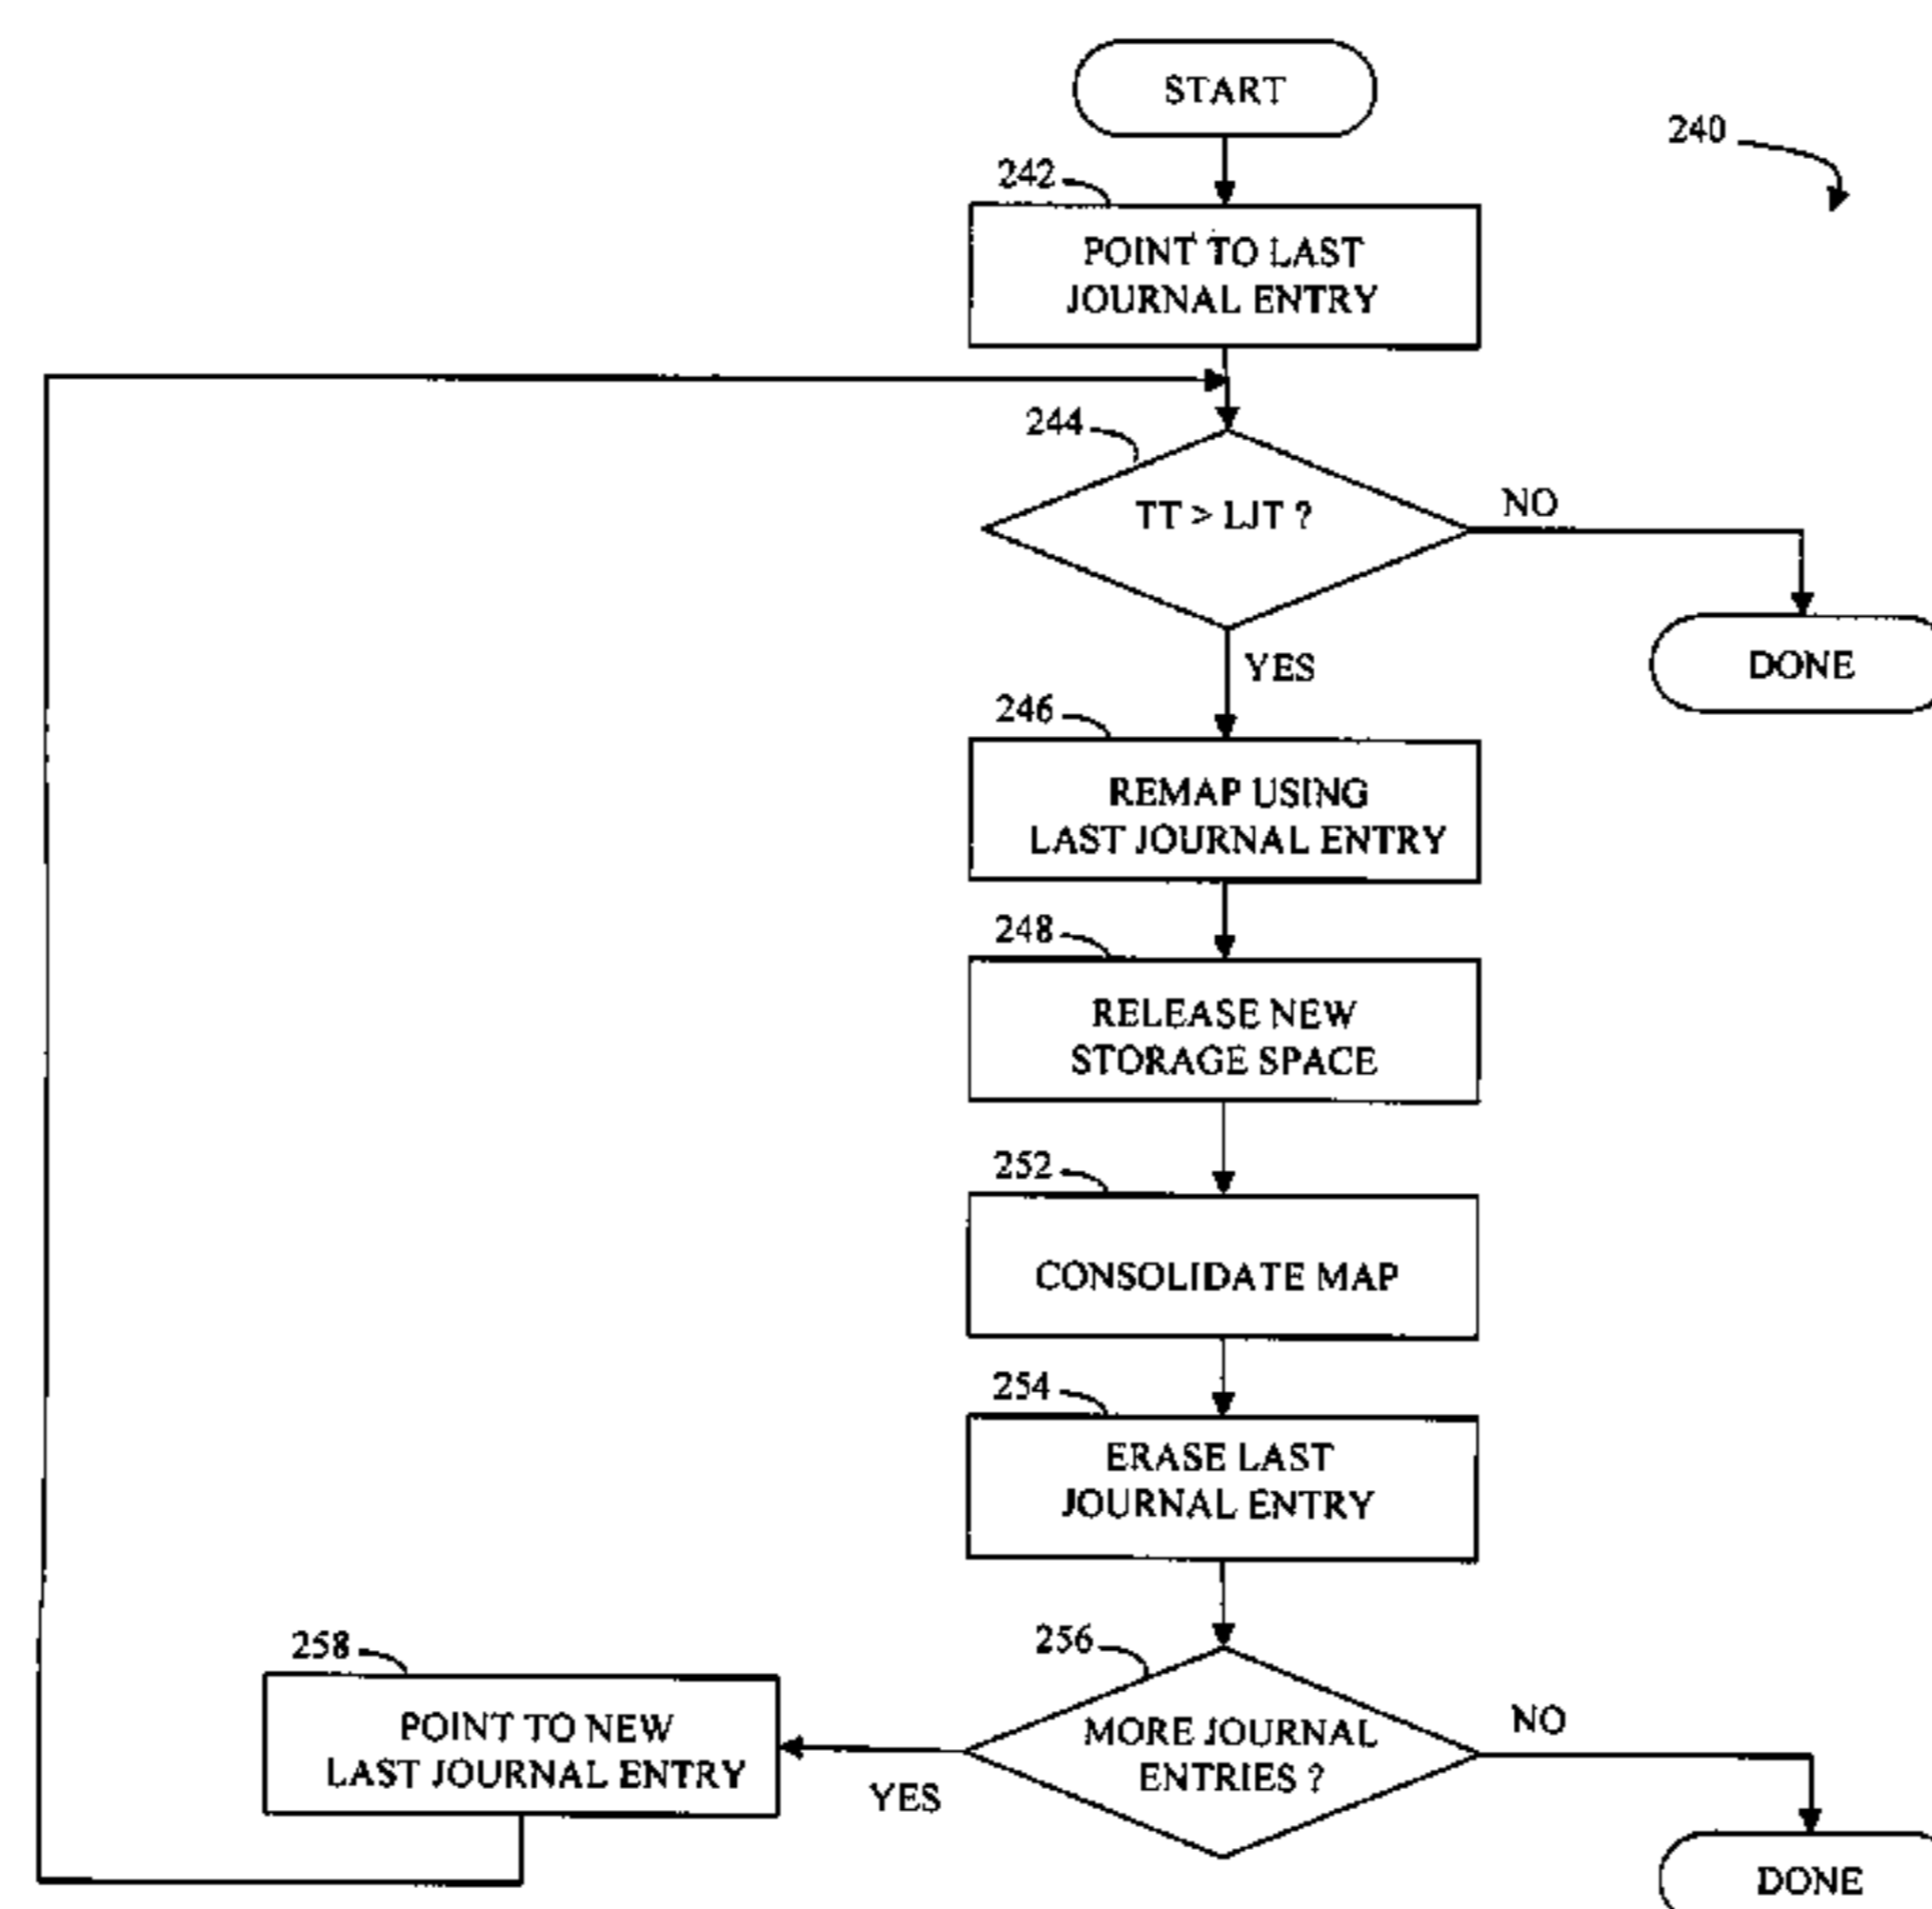 START
240
242
POINT TO LAST
JOURNAL ENTRY
244
TT > LJT ?
NO
DONE
YES
246
REMAP USING
LAST JOURNAL ENTRY
248
RELEASE NEW
STORAGE SPACE
252
CONSOLIDATE MAP
254
ERASE LAST
JOURNAL ENTRY
256
MORE JOURNAL
ENTRIES ?
NO
DONE
YES
258
POINT TO NEW
LAST JOURNAL ENTRY